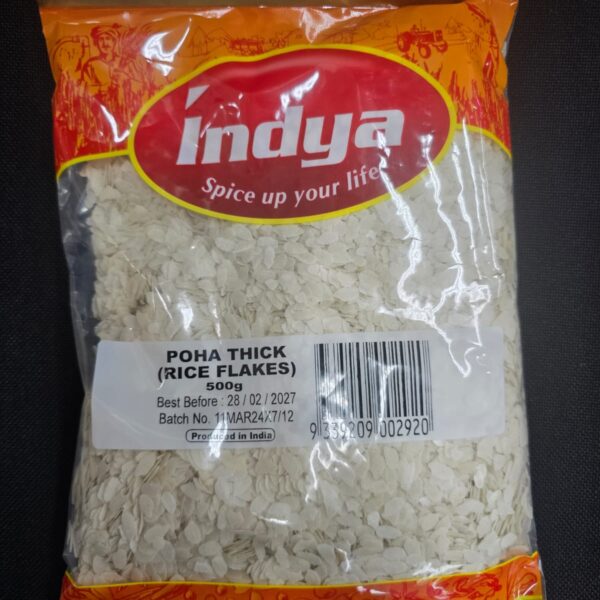 índya
Spice up your life
POHA THICK
(RICE FLAKES)
500g
Best Before : 28 / 02 / 2027
Batch No. 11MAR24X7/12
Produced in India
9 339209 002920